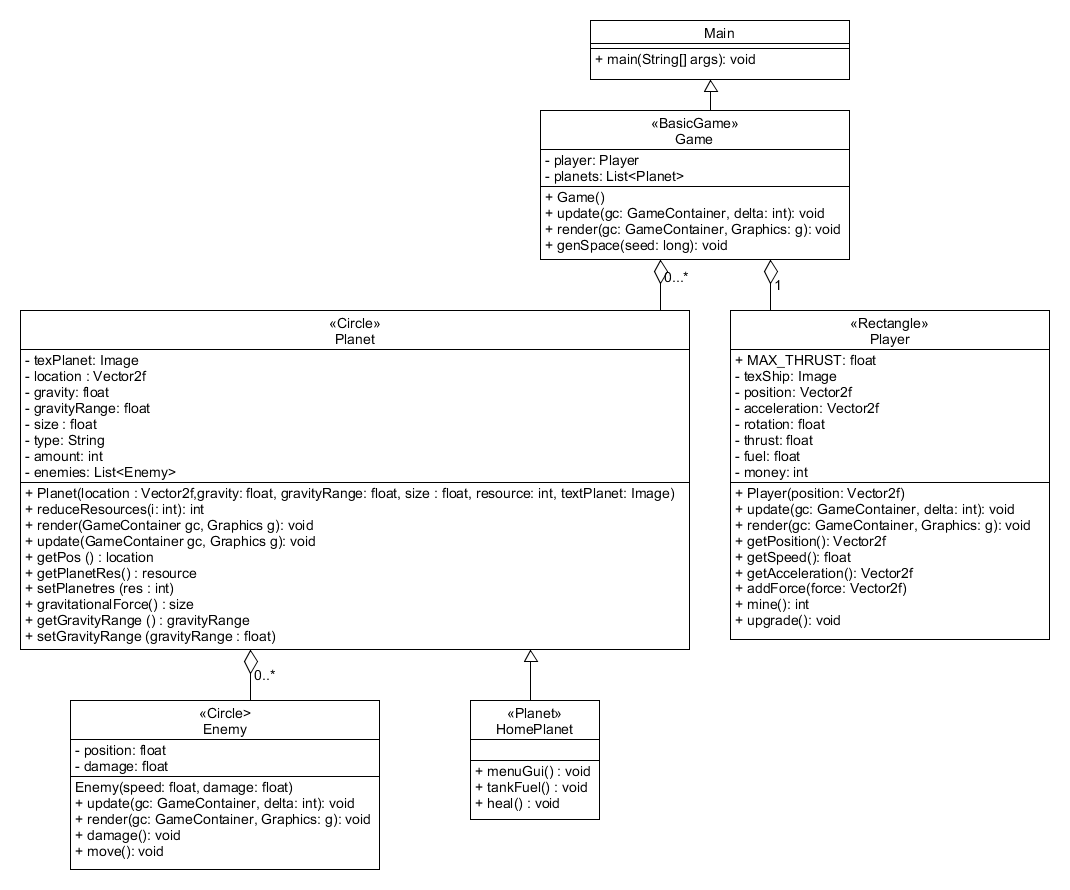 Main
+ main(String[] args): void
«BasicGame»
Game
- player: Player
- planets: List<Planet>
+ Game()
+ update(gc: GameContainer, delta: int): void
+ render(gc: GameContainer, Graphics: g): void
+ genSpace(seed: long): void
0...*
1
«Circle»
Planet
- texPlanet: Image
- location : Vector2f
- gravity: float
- gravityRange: float
- size : float
- type: String
- amount: int
- enemies: List<Enemy>
+ Planet(location : Vector2f,gravity: float, gravityRange: float, size : float, resource: int, textPlanet: Image)
+ reduceResources(i: int): int
+ render(GameContainer gc, Graphics g): void
+ update(GameContainer gc, Graphics g): void
+ getPos () : location
+ getPlanetRes() : resource
+ setPlanetres (res : int)
+ gravitationalForce() : size
+ getGravityRange () : gravityRange
+ setGravityRange (gravityRange : float)
«Rectangle»
Player
+ MAX_THRUST: float
- texShip: Image
- position: Vector2f
- acceleration: Vector2f
- rotation: float
- thrust: float
- fuel: float
- money: int
+ Player(position: Vector2f)
+ update(gc: GameContainer, delta: int): void
+ render(gc: GameContainer, Graphics: g): void
+ getPosition(): Vector2f
+ getSpeed(): float
+ getAcceleration(): Vector2f
+ addForce(force: Vector2f)
+ mine(): int
+ upgrade(): void
0..*
«Circle>
Enemy
- position: float
- damage: float
Enemy(speed: float, damage: float)
+ update(gc: GameContainer, delta: int): void
+ render(gc: GameContainer, Graphics: g): void
+ damage(): void
+ move(): void
«Planet»
HomePlanet
+ menuGui() : void
+ tankFuel() : void
+ heal() : void